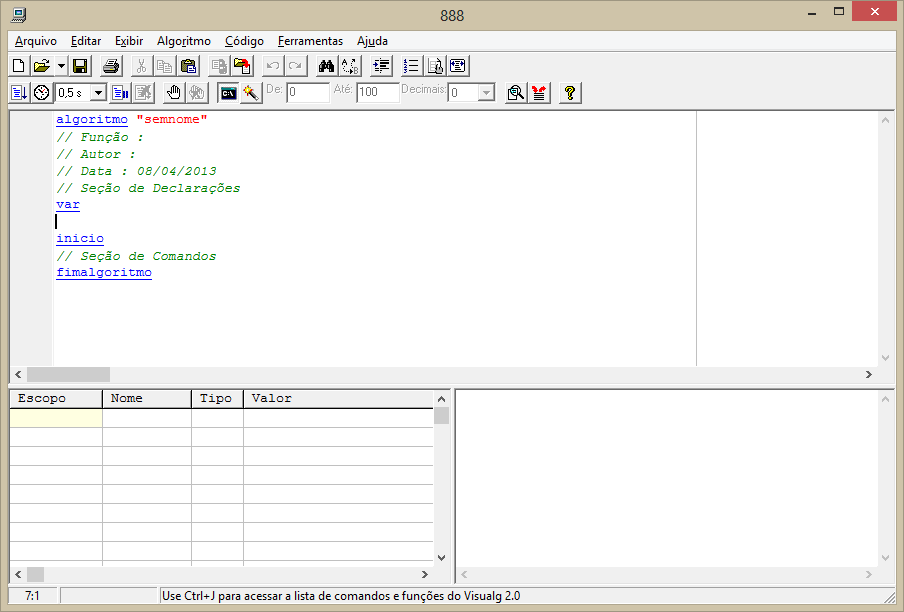 888
Arquivo Editar Exibir Algoritmo Código Ferramentas Ajuda
0,5 s C:\ De: 0 Até: 100 Decimais: 0
algoritmo "semnome"
// Função :
// Autor :
// Data : 08/04/2013
// Seção de Declarações
var
inicio
// Seção de Comandos
fimalgoritmo
Escopo Nome Tipo Valor
7:1 Use Ctrl+J para acessar a lista de comandos e funções do Visualg 2.0